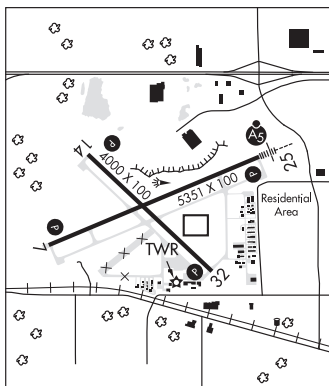 A5
P
14
4000 X 100
P
25
5351 X 100
P
Residential
Area
7
TWR
P
32